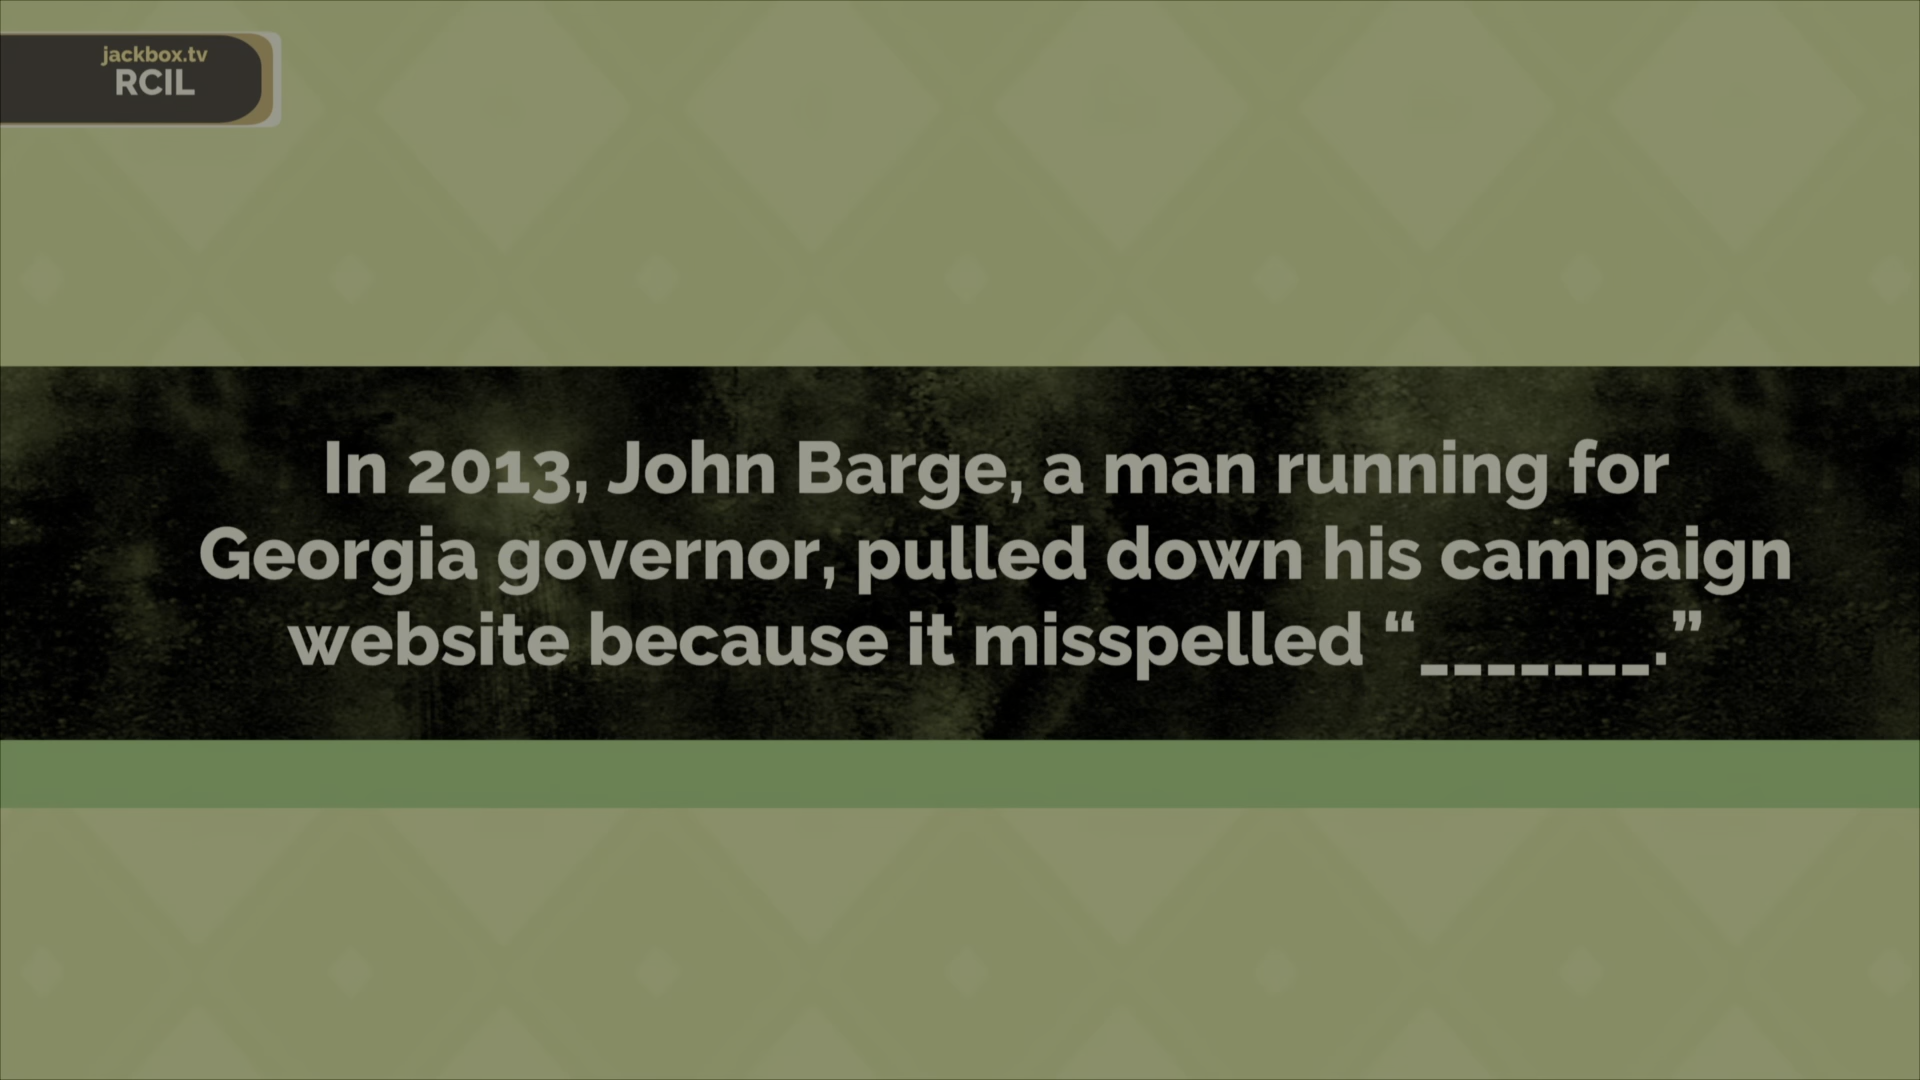 jackbox.tv
RCIL
In 2013, John Barge, a man running for
Georgia governor, pulled down his campaign
website because it misspelled “_______.”